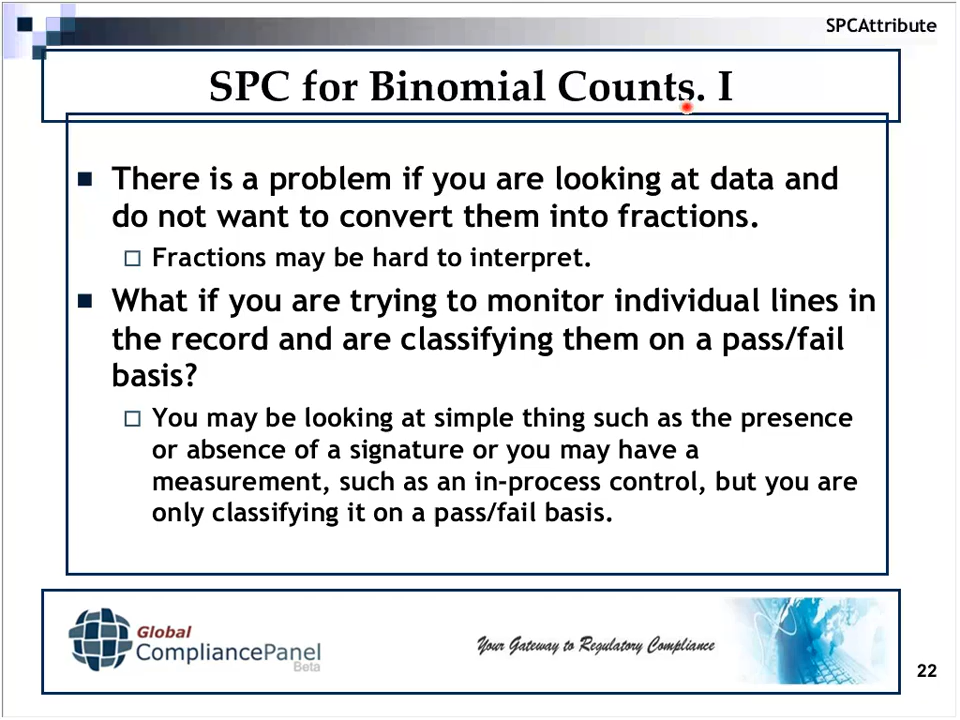 SPCAttribute
SPC for Binomial Counts. I
There is a problem if you are looking at data and
do not want to convert them into fractions.
Fractions may be hard to interpret.
What if you are trying to monitor individual lines in
the record and are classifying them on a pass/fail
basis?
You may be looking at simple thing such as the presence
or absence of a signature or you may have a
measurement, such as an in-process control, but you are
only classifying it on a pass/fail basis.
Global
CompliancePanel
Beta
Your Gateway to Regulatory Compliance
22